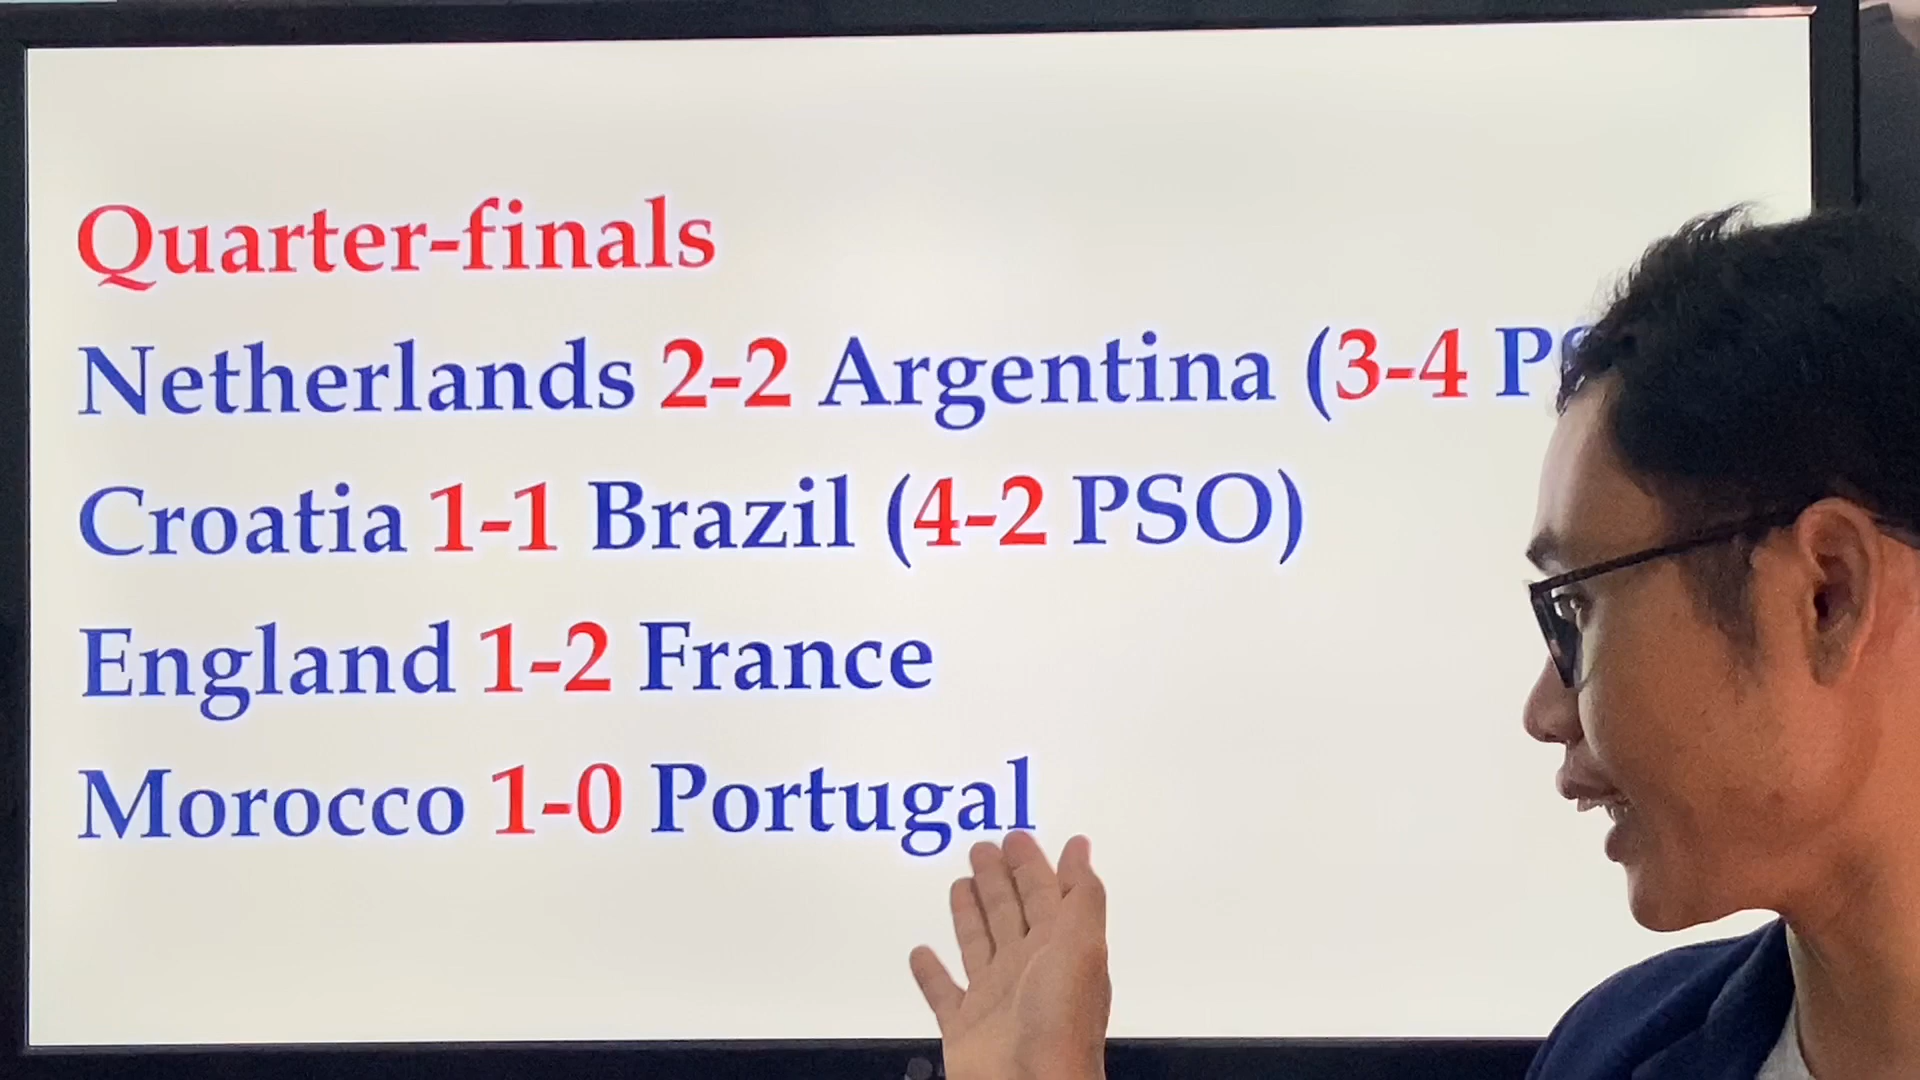 Quarter-finals
Netherlands 2-2 Argentina (3-4
Croatia 1-1 Brazil (4-2 PSO)
England 1-2 France
Morocco 1-0 Portugal